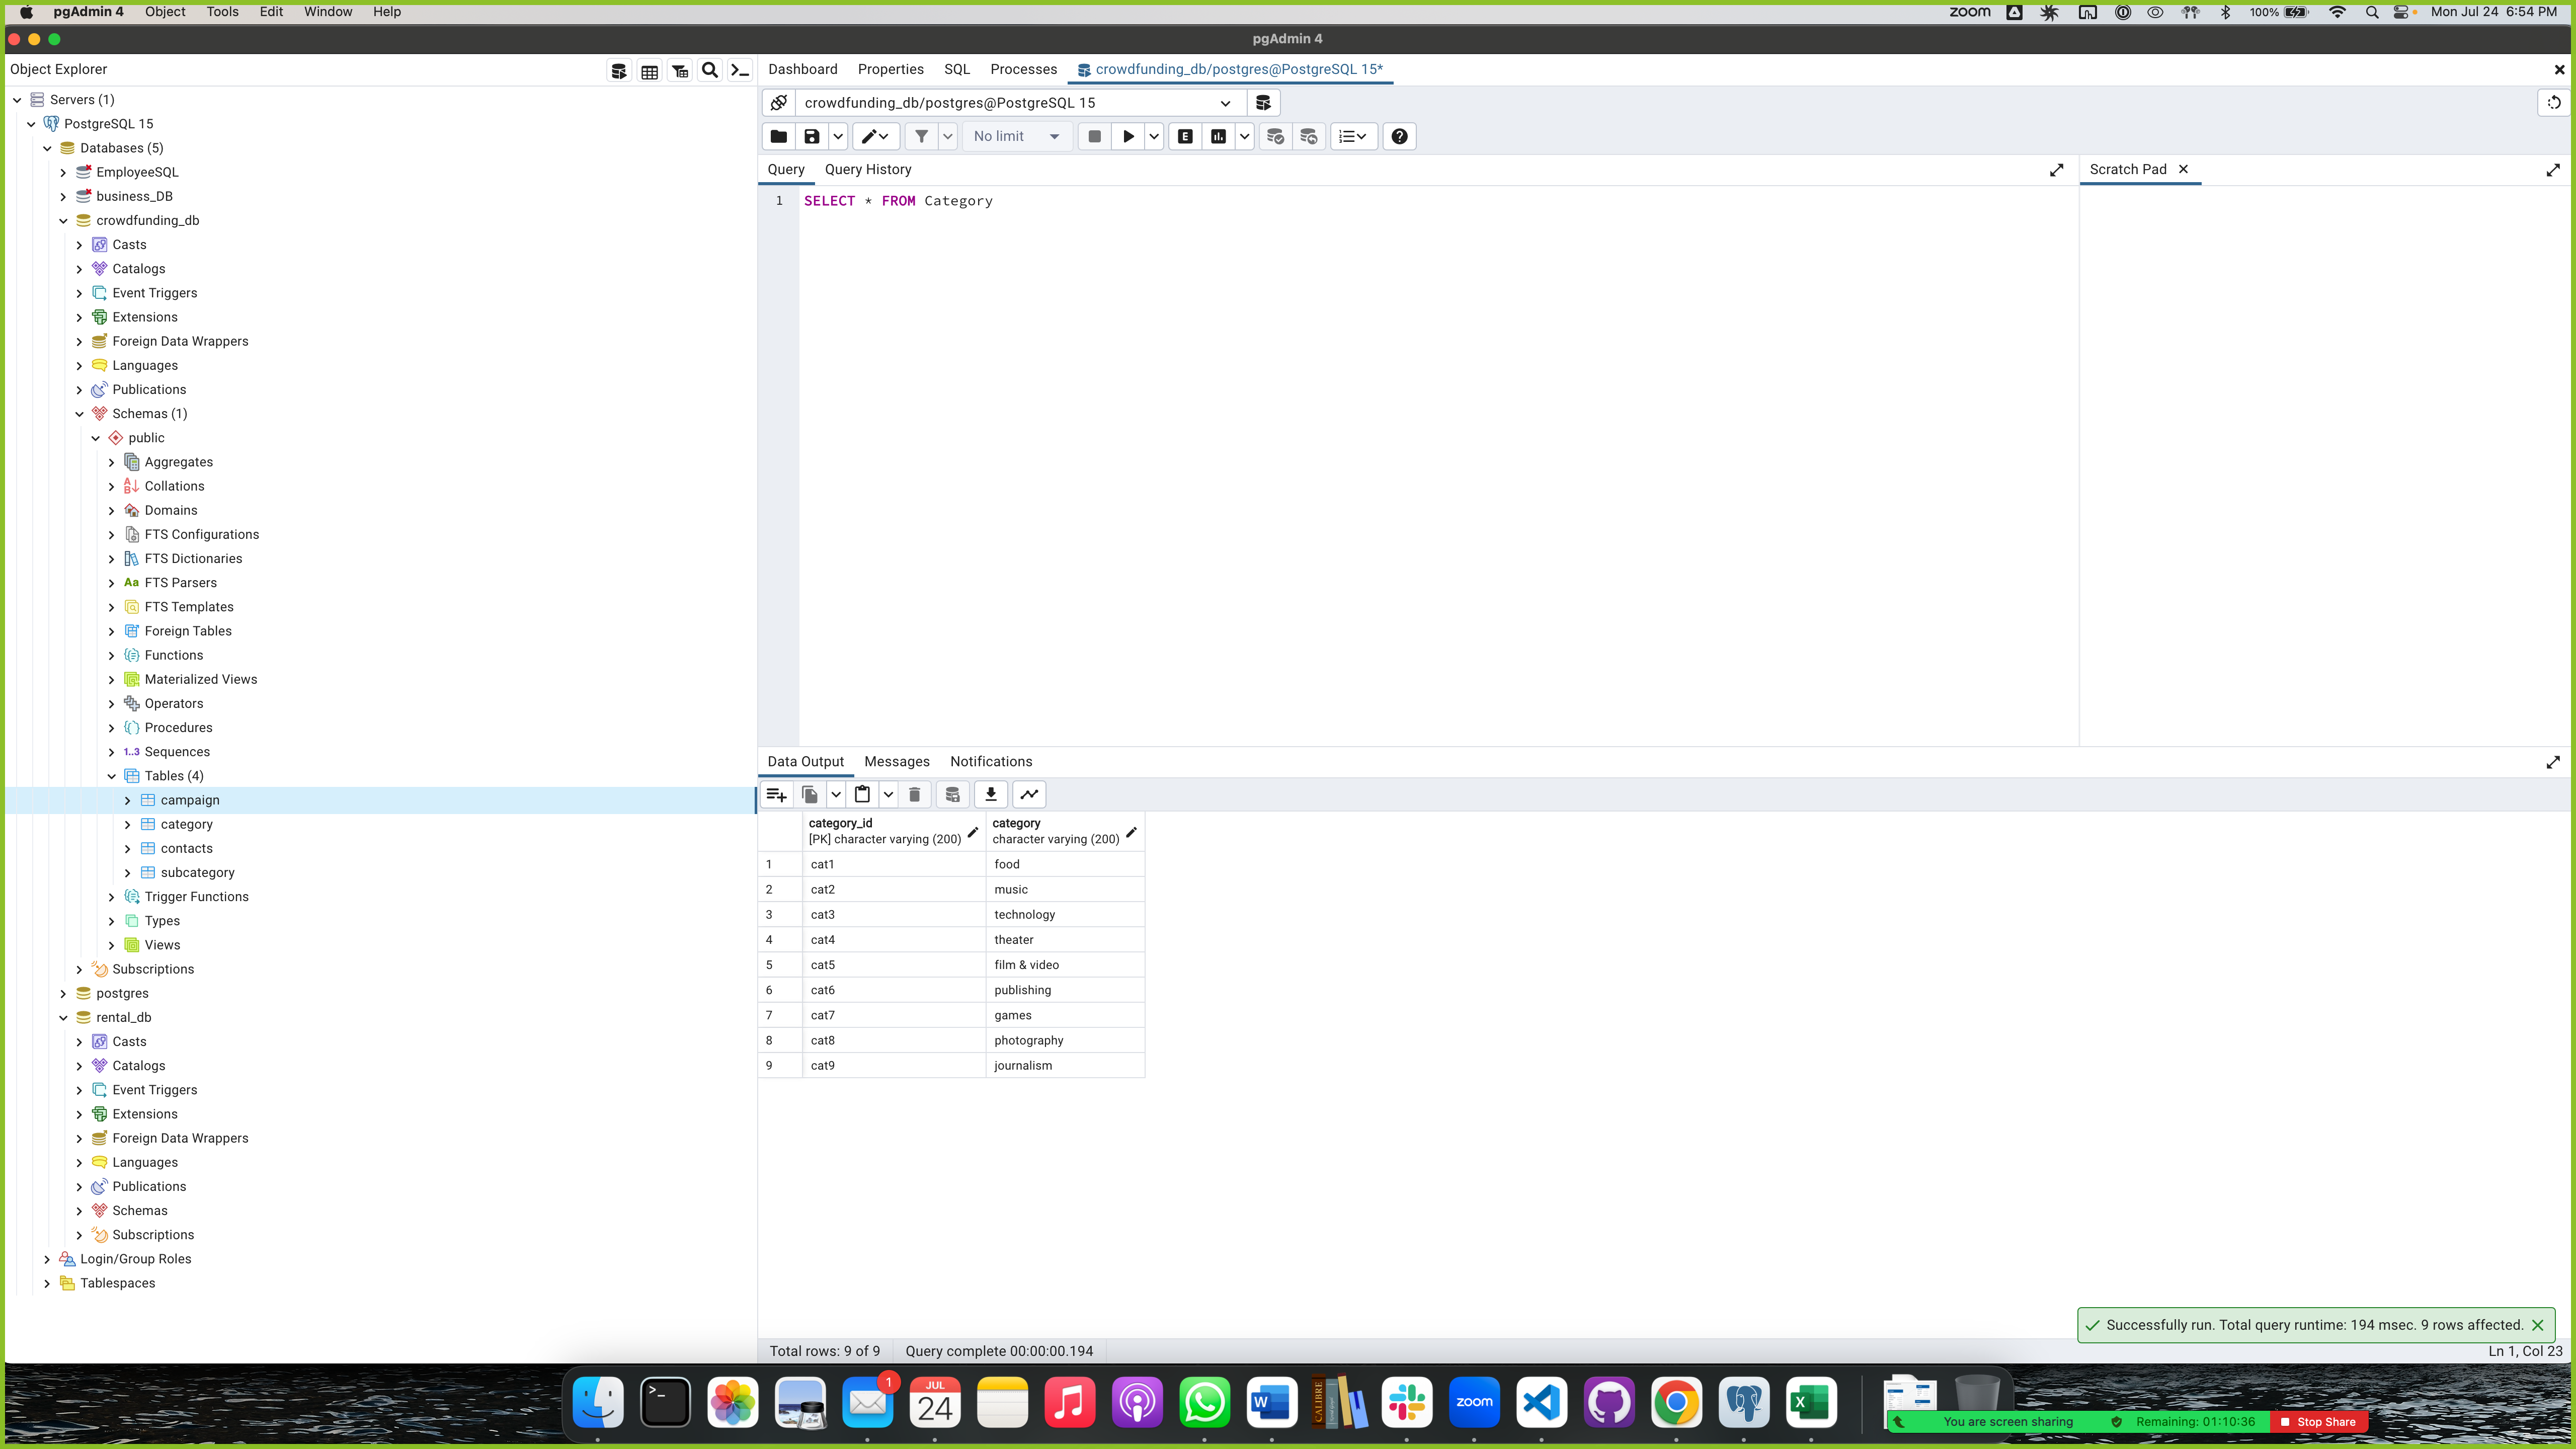 pgAdmin 4 Object Tools Edit Window Help
zoom 100% Mon Jul 24 6:54 PM
pgAdmin 4
Object Explorer
Servers (1)
PostgreSQL 15
Databases (5)
EmployeeSQL
business_DB
crowdfunding_db
Casts
Catalogs
Event Triggers
Extensions
Foreign Data Wrappers
Languages
Publications
Schemas (1)
public
Aggregates
Collations
Domains
FTS Configurations
FTS Dictionaries
Aa FTS Parsers
FTS Templates
Foreign Tables
Functions
Materialized Views
Operators
Procedures
1..3 Sequences
Tables (4)
campaign
category
contacts
subcategory
Trigger Functions
Types
Views
Subscriptions
postgres
rental_db
Casts
Catalogs
Event Triggers
Extensions
Foreign Data Wrappers
Languages
Publications
Schemas
Subscriptions
Login/Group Roles
Tablespaces
Dashboard Properties SQL Processes crowdfunding_db/postgres@PostgreSQL 15*
crowdfunding_db/postgres@PostgreSQL 15
No limit E
Query Query History
Scratch Pad
1 SELECT * FROM Category
Data Output Messages Notifications
category_id category
[PK] character varying (200) character varying (200)
1 cat1 food
2 cat2 music
3 cat3 technology
4 cat4 theater
5 cat5 film & video
6 cat6 publishing
7 cat7 games
8 cat8 photography
9 cat9 journalism
Successfully run. Total query runtime: 194 msec. 9 rows affected.
Total rows: 9 of 9 Query complete 00:00:00.194 Ln 1, Col 23
1
JUL
24
CALIBRE
W
zoom
X
You are screen sharing Remaining: 01:10:36 Stop Share